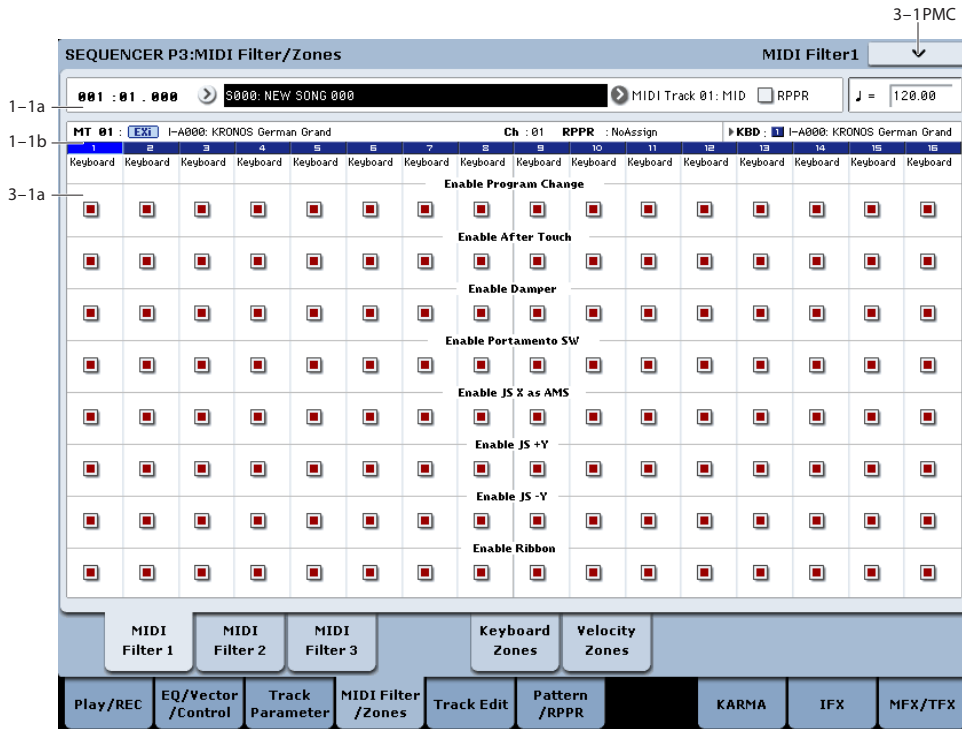 3–1PMC
SEQUENCER P3:MIDI Filter/Zones MIDI Filter1
001 :01 . 000 S000: NEW SONG 000 MIDI Track 01: MID RPPR ♩ = 120.00
1–1a
MT 01 : EXi I-A000: KRONOS German Grand Ch : 01 RPPR : NoAssign KBD : 1 I-A000: KRONOS German Grand
1–1b
1 2 3 4 5 6 7 8 9 10 11 12 13 14 15 16
Keyboard Keyboard Keyboard Keyboard Keyboard Keyboard Keyboard Keyboard Keyboard Keyboard Keyboard Keyboard Keyboard Keyboard Keyboard Keyboard
Enable Program Change
3–1a
Enable After Touch
Enable Damper
Enable Portamento SW
Enable JS X as AMS
Enable JS +Y
Enable JS -Y
Enable Ribbon
MIDI Filter 1 MIDI Filter 2 MIDI Filter 3 Keyboard Zones Velocity Zones
Play/REC EQ/Vector /Control Track Parameter MIDI Filter /Zones Track Edit Pattern /RPPR KARMA IFX MFX/TFX